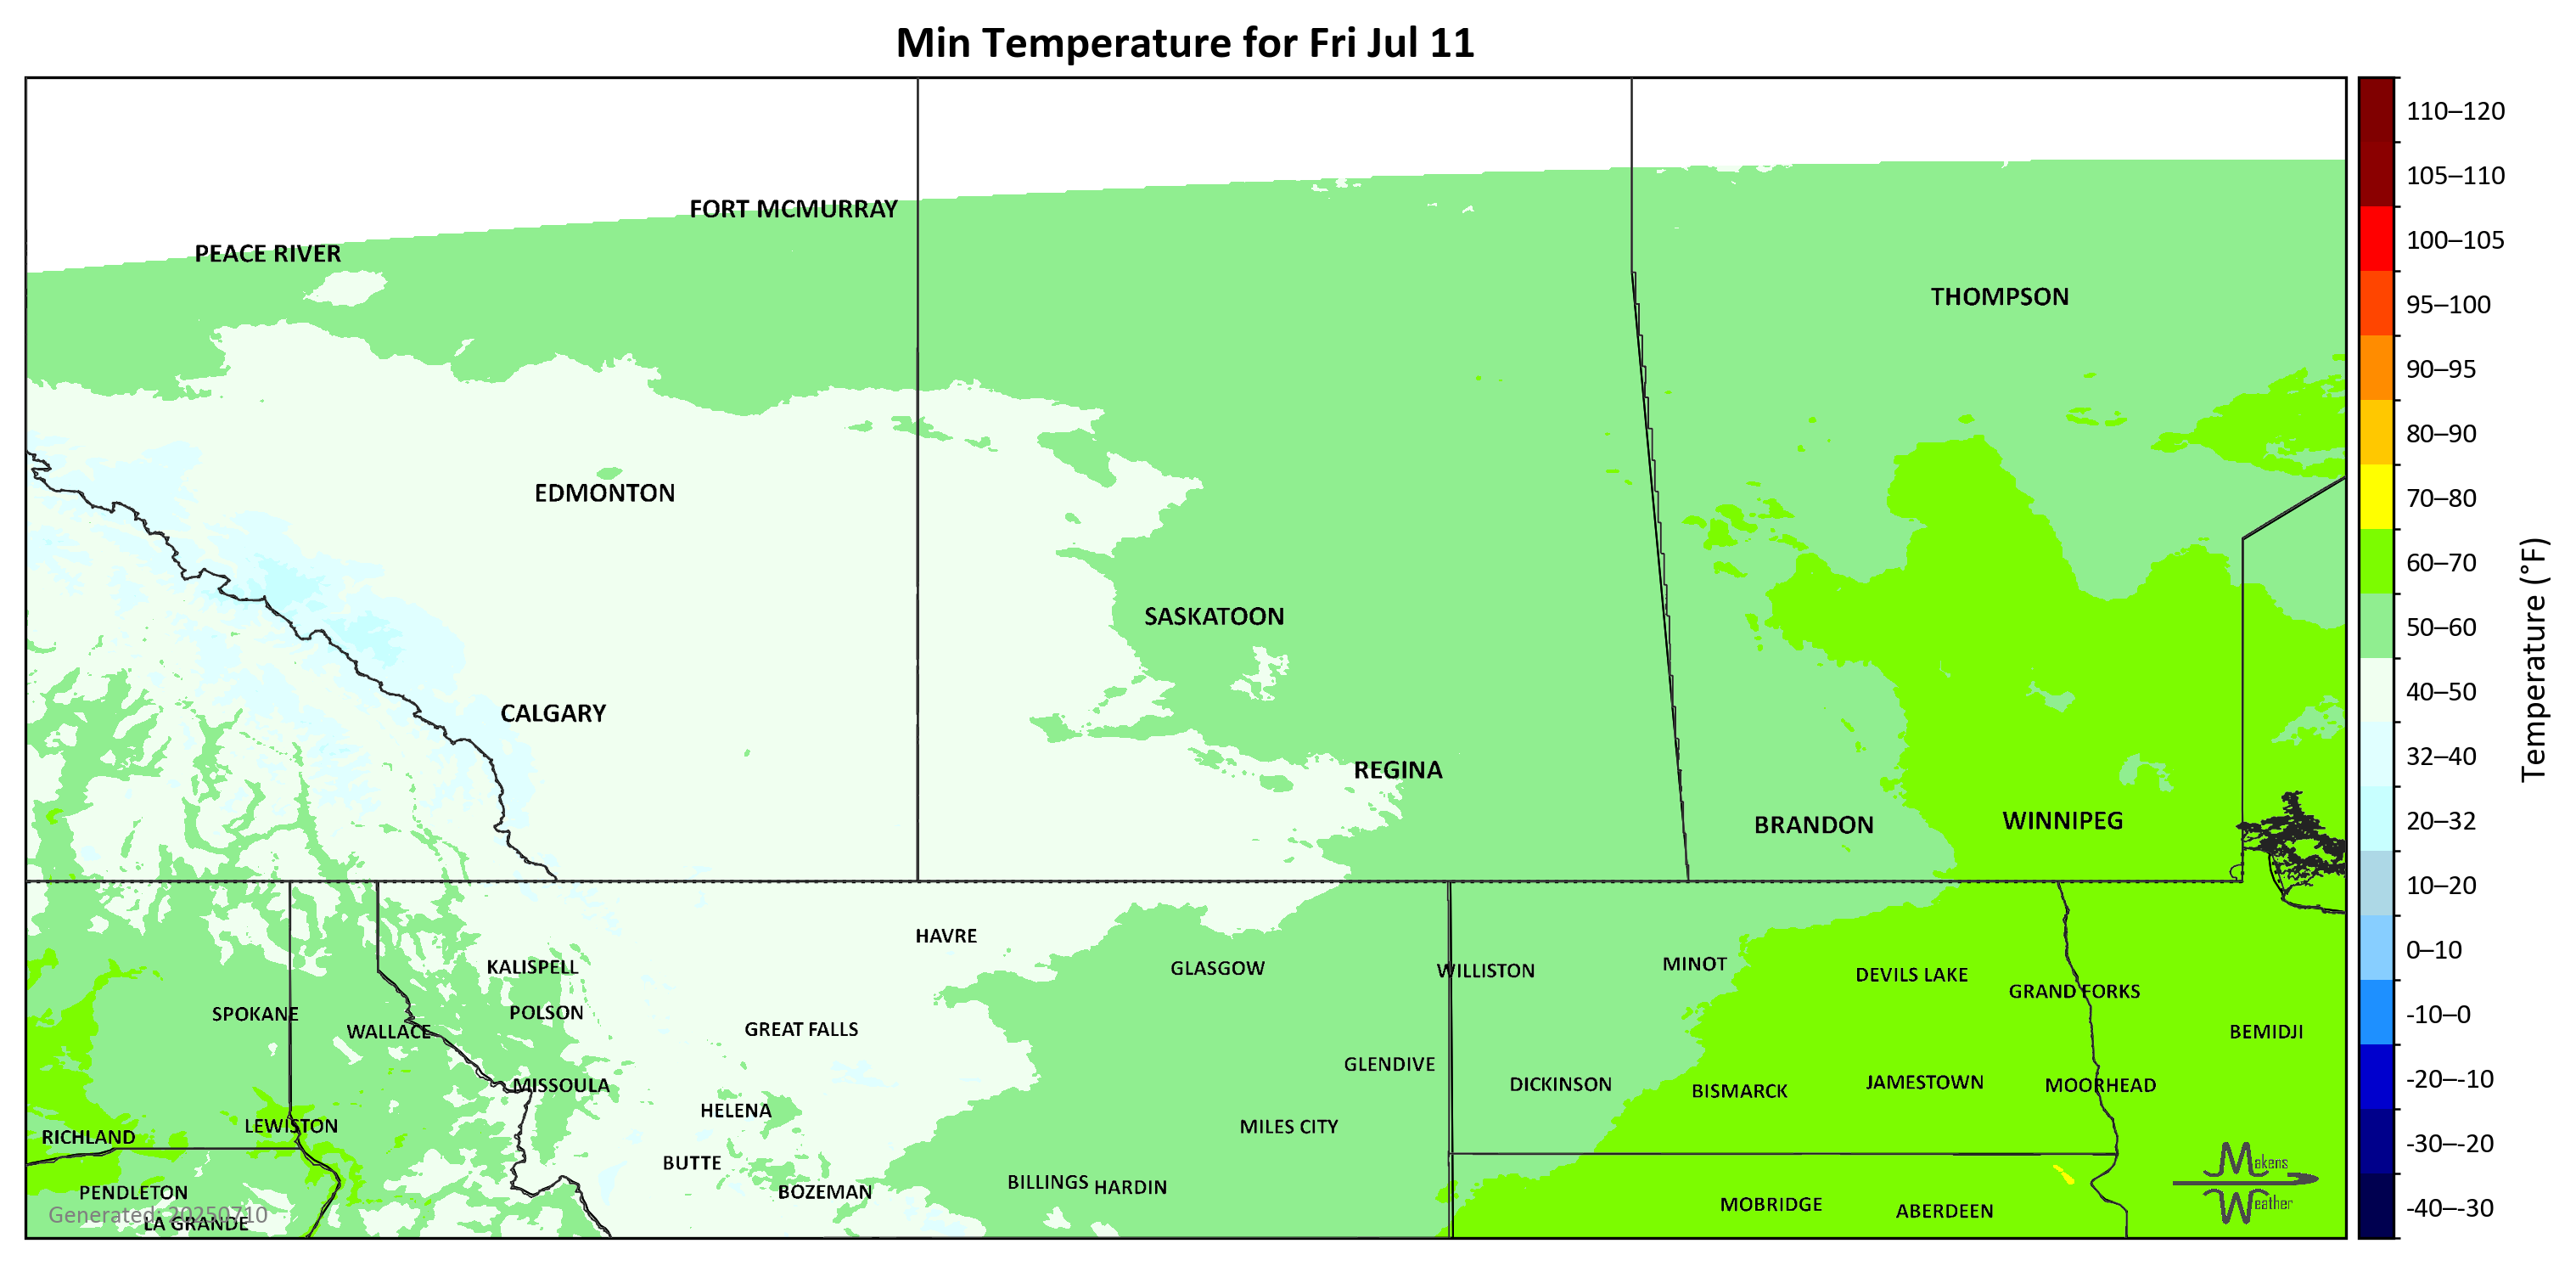 Min Temperature for Fri Jul 11
110–120
105–110
FORT MCMURRAY
100–105
PEACE RIVER
THOMPSON
95–100
90–95
80–90
EDMONTON
70–80
60–70
SASKATOON
50–60
Temperature (°F)
40–50
CALGARY
32–40
REGINA
20–32
BRANDON
WINNIPEG
10–20
HAVRE
0–10
KALISPELL
GLASGOW
WILLISTON
MINOT
DEVILS LAKE
GRAND FORKS
SPOKANE
POLSON
-10–0
WALLACE
GREAT FALLS
BEMIDJI
GLENDIVE
-20–-10
MISSOULA
DICKINSON
BISMARCK
JAMESTOWN
MOORHEAD
HELENA
LEWISTON
MILES CITY
RICHLAND
-30–-20
BUTTE
Makens
PENDLETON
BOZEMAN
BILLINGS
HARDIN
Weather
MOBRIDGE
ABERDEEN
-40–-30
Generated: 20250710
LA GRANDE